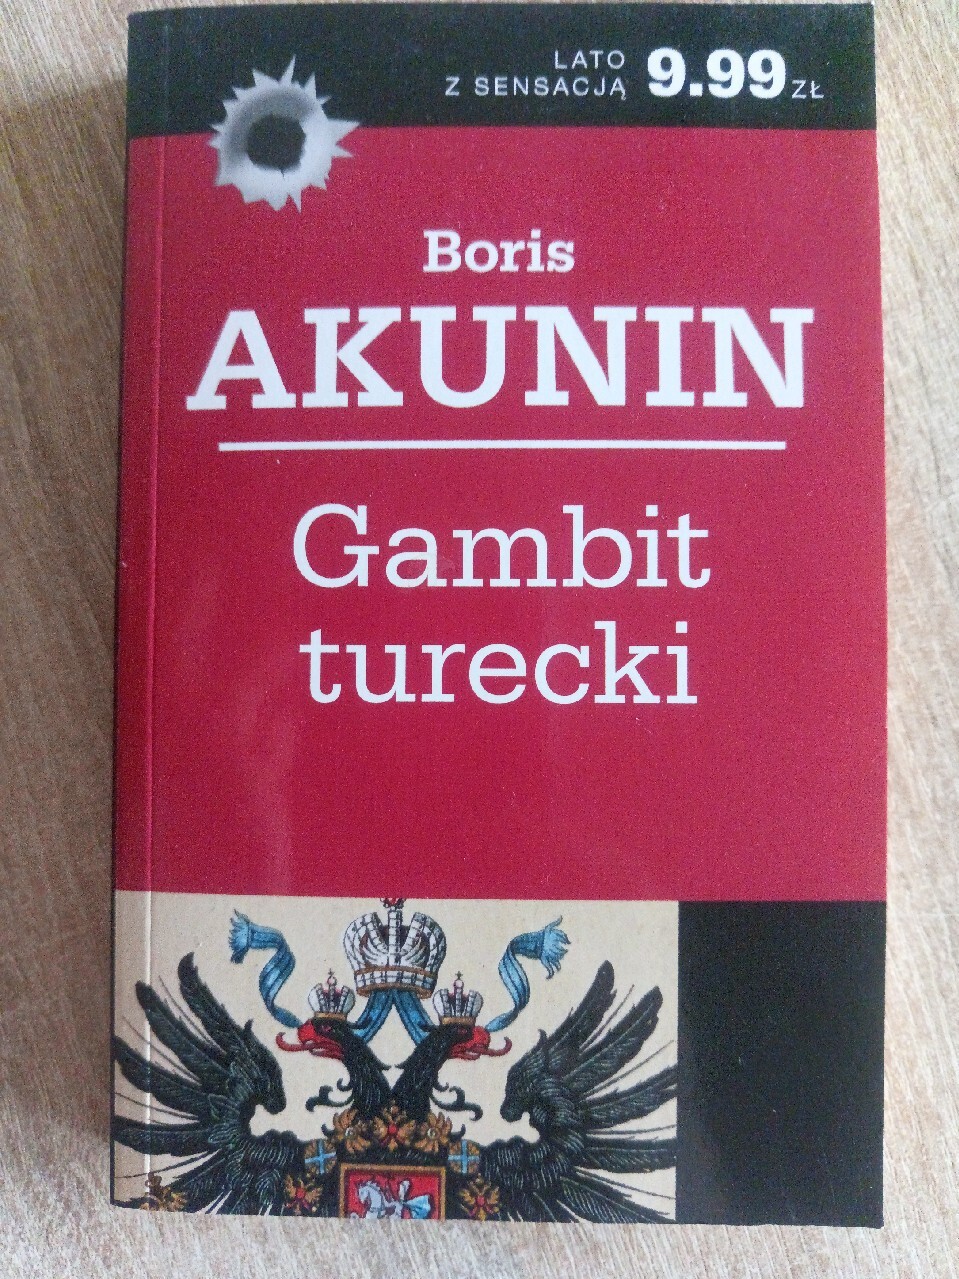 LATO
Z SENSACJĄ 9.99 ZŁ
Boris
AKUNIN
Gambit
turecki